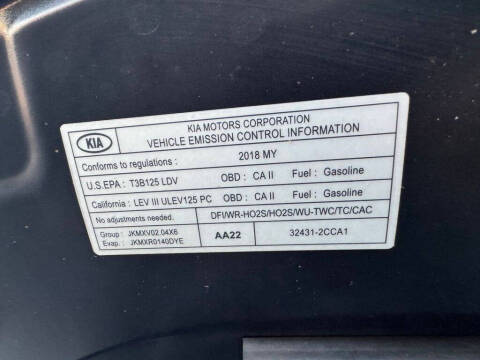 KIA MOTORS CORPORATION
KIA VEHICLE EMISSION CONTROL INFORMATION
Conforms to regulations : 2018 MY
U.S.EPA : T3B125 LDV OBD : CA II Fuel : Gasoline
California : LEV III ULEV125 PC OBD : CA II Fuel : Gasoline
No adjustments needed. DFI/WR-HO2S/HO2S/WU-TWC/TC/CAC
Group : JKMXV02.04X6 AA22 32431-2CCA1
Evap. : JKMXR0140DYE